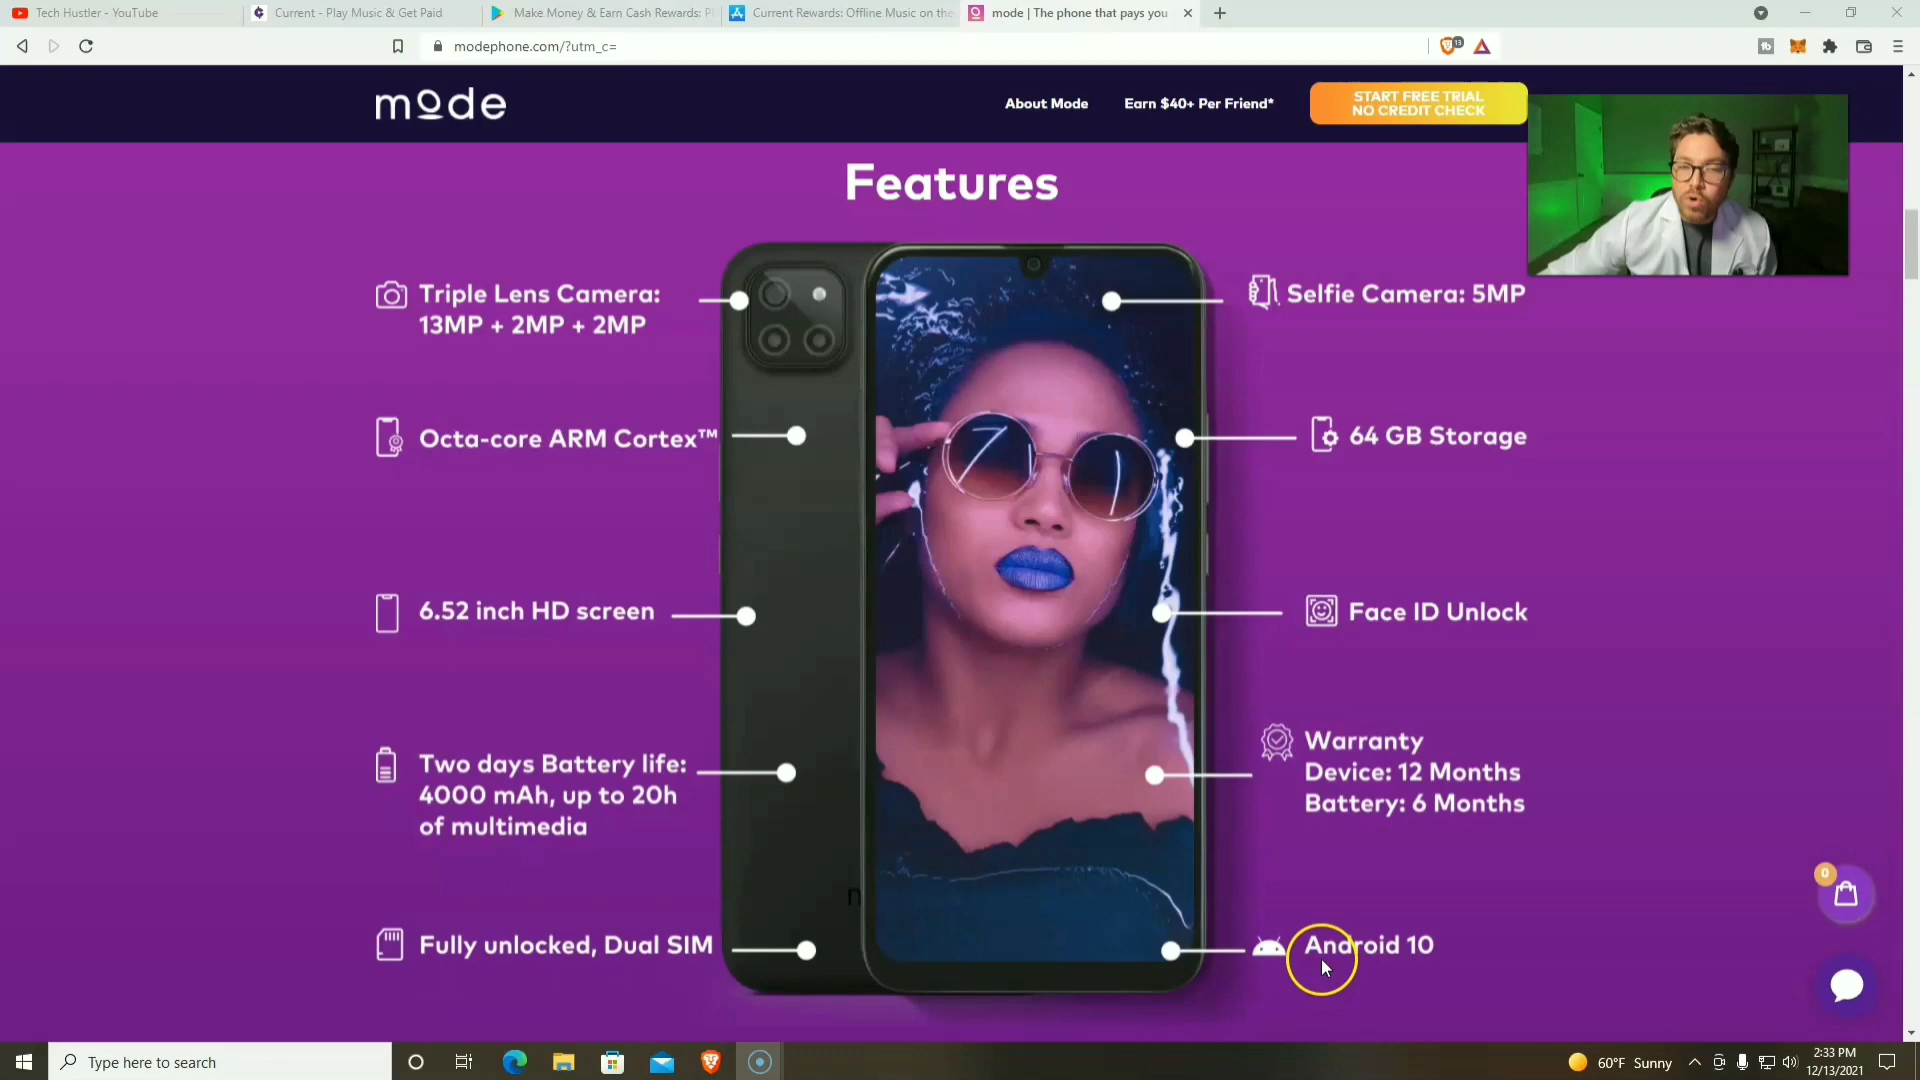 Tech Hustler - YouTube
Current - Play Music & Get Paid
Make Money & Earn Cash Rewards: Pl
Current Rewards: Offline Music on the
mode | The phone that pays you
modephone.com/?utm_c=
13
mode
About Mode
Earn $40+ Per Friend*
START FREE TRIAL
NO CREDIT CHECK
Features
Triple Lens Camera:
13MP + 2MP + 2MP
Selfie Camera: 5MP
Octa-core ARM Cortex™
64 GB Storage
6.52 inch HD screen
Face ID Unlock
Two days Battery life:
4000 mAh, up to 20h
of multimedia
Warranty
Device: 12 Months
Battery: 6 Months
0
Fully unlocked, Dual SIM
Android 10
Type here to search
60°F Sunny
2:33 PM
12/13/2021